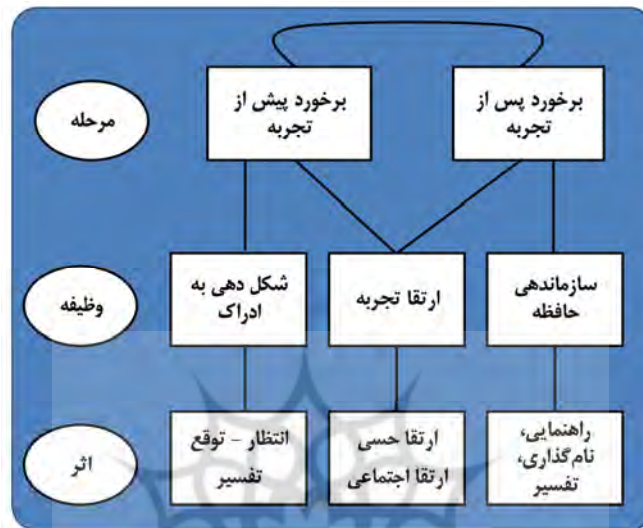 مرحله
برخورد پیش از
تجربه
برخورد پس از
تجربه
وظیفه
شکل دهی به
ادراک
ارتقا تجربه
سازماندهی
حافظه
اثر
انتظار – توقع
تفسیر
ارتقا حسی
ارتقا اجتماعی
راهنمایی،
نام‌گذاری،
تفسیر